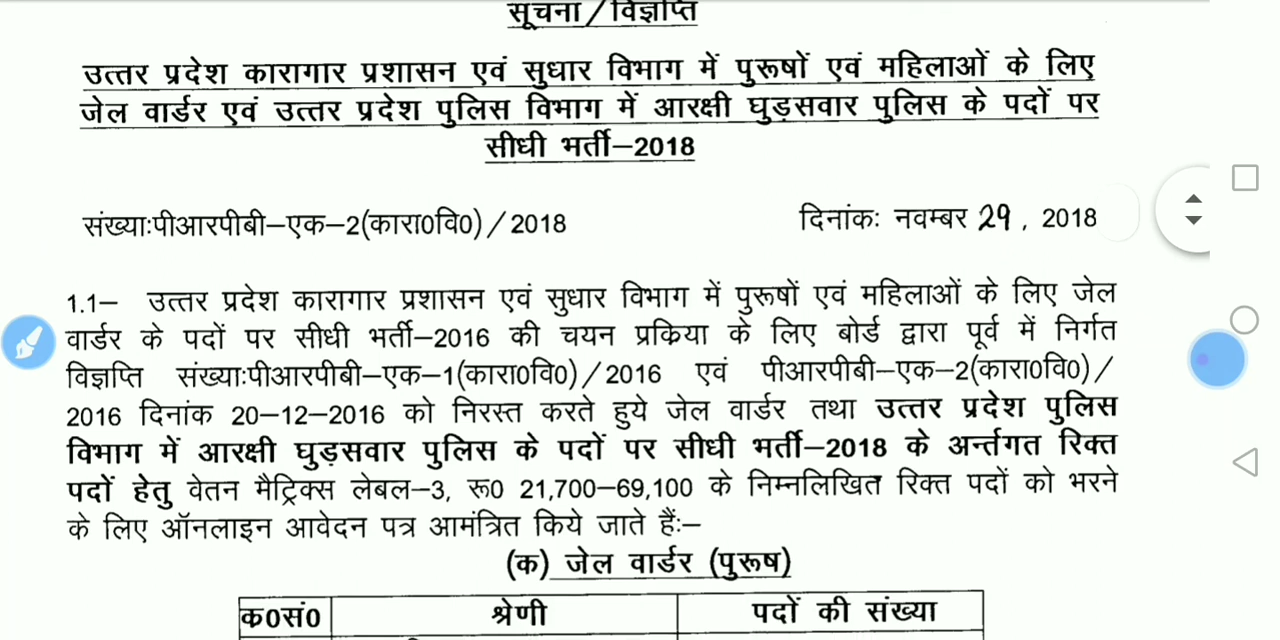 सूचना/विज्ञप्ति
उत्तर प्रदेश कारागार प्रशासन एवं सुधार विभाग में पुरूषों एवं महिलाओं के लिए
जेल वार्डर एवं उत्तर प्रदेश पुलिस विभाग में आरक्षी घुड़सवार पुलिस के पदों पर
सीधी भर्ती–2018
संख्याःपीआरपीबी–एक–2(कारा0वि0)/2018 दिनांकः नवम्बर 29, 2018
1.1– उत्तर प्रदेश कारागार प्रशासन एवं सुधार विभाग में पुरूषों एवं महिलाओं के लिए जेल
वार्डर के पदों पर सीधी भर्ती–2016 की चयन प्रक्रिया के लिए बोर्ड द्वारा पूर्व में निर्गत
विज्ञप्ति संख्याःपीआरपीबी–एक–1(कारा0वि0)/2016 एवं पीआरपीबी–एक–2(कारा0वि0)/
2016 दिनांक 20–12–2016 को निरस्त करते हुये जेल वार्डर तथा उत्तर प्रदेश पुलिस
विभाग में आरक्षी घुड़सवार पुलिस के पदों पर सीधी भर्ती–2018 के अर्न्तगत रिक्त
पदों हेतु वेतन मैट्रिक्स लेबल–3, रू0 21,700–69,100 के निम्नलिखित रिक्त पदों को भरने
के लिए ऑनलाइन आवेदन पत्र आमंत्रित किये जाते हैंः–
(क) जेल वार्डर (पुरूष)
क0सं0 श्रेणी पदों की संख्या